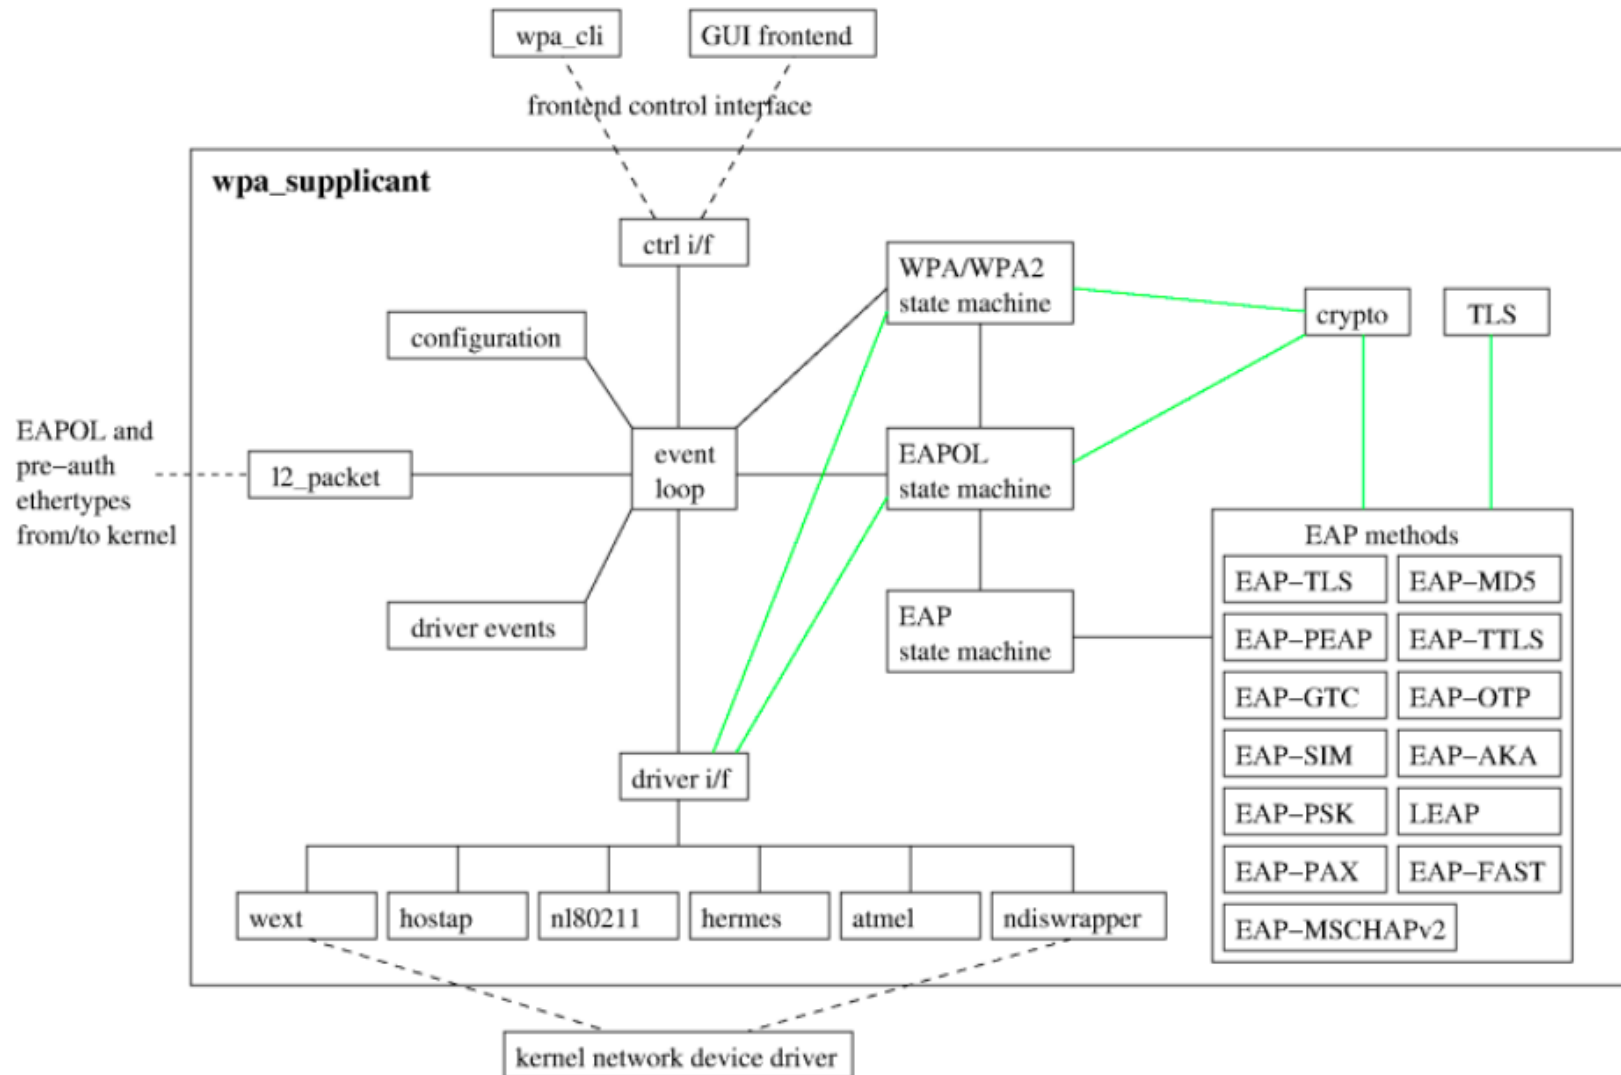 wpa_cli
GUI frontend
frontend control interface
wpa_supplicant
ctrl i/f
WPA/WPA2
state machine
crypto
TLS
configuration
EAPOL and
pre−auth
ethertypes
from/to kernel
l2_packet
event
loop
EAPOL
state machine
driver events
EAP
state machine
EAP methods
EAP−TLS
EAP−MD5
EAP−PEAP
EAP−TTLS
EAP−GTC
EAP−OTP
EAP−SIM
EAP−AKA
EAP−PSK
LEAP
EAP−PAX
EAP−FAST
EAP−MSCHAPv2
driver i/f
wext
hostap
nl80211
hermes
atmel
ndiswrapper
kernel network device driver